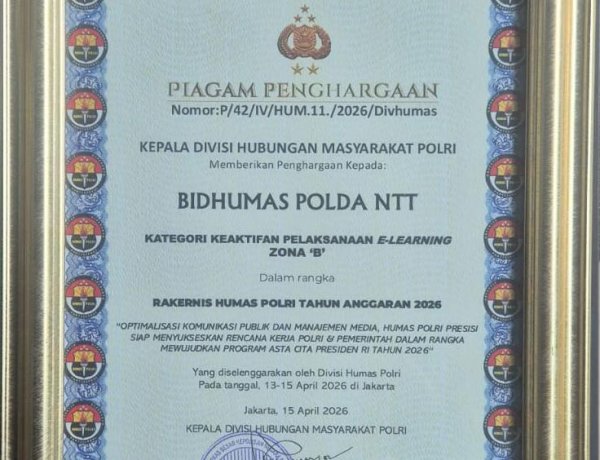 PIAGAM PENGHARGAAN
Nomor:P/42/IV/HUM.11./2026/Divhumas
KEPALA DIVISI HUBUNGAN MASYARAKAT POLRI
Memberikan Penghargaan Kepada:
BIDHUMAS POLDA NTT
KATEGORI KEAKTIFAN PELAKSANAAN E-LEARNING
ZONA ‘B’
Dalam rangka
RAKERNIS HUMAS POLRI TAHUN ANGGARAN 2026
"OPTIMALISASI KOMUNIKASI PUBLIK DAN MANAJEMEN MEDIA, HUMAS POLRI PRESISI
SIAP MENYUKSESKAN RENCANA KERJA POLRI & PEMERINTAH DALAM RANGKA
MEWUJUDKAN PROGRAM ASTA CITA PRESIDEN RI TAHUN 2026"
Yang diselenggarakan oleh Divisi Humas Polri
Pada tanggal, 13-15 April 2026 di Jakarta
Jakarta, 15 April 2026
KEPALA DIVISI HUBUNGAN MASYARAKAT POLRI